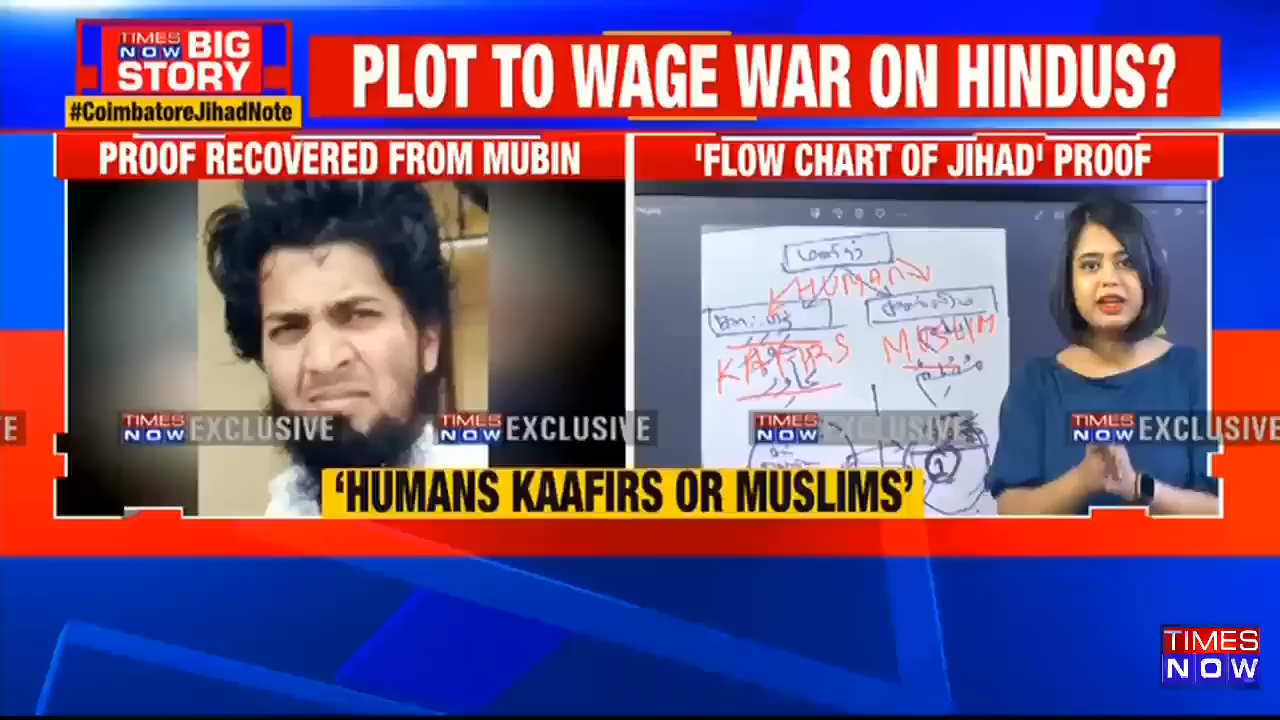 TIMES NOW BIG STORY
#CoimbatoreJihadNote
PLOT TO WAGE WAR ON HINDUS?
PROOF RECOVERED FROM MUBIN
'FLOW CHART OF JIHAD' PROOF
HUMAN
KAFIRS
MUSLIM
TIMES NOW EXCLUSIVE
TIMES NOW EXCLUSIVE
TIMES NOW EXCLUSIVE
TIMES NOW EXCLUSIVE
2
'HUMANS KAAFIRS OR MUSLIMS'
TIMES NOW